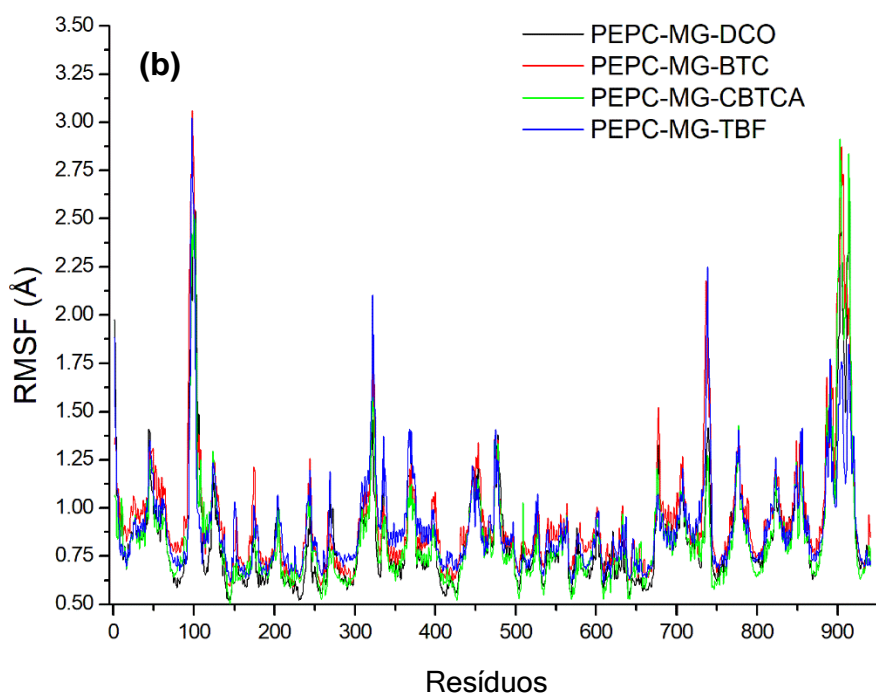 (b)
PEPC-MG-DCO
PEPC-MG-BTC
PEPC-MG-CBTCA
PEPC-MG-TBF
RMSF (Å)
3.50
3.25
3.00
2.75
2.50
2.25
2.00
1.75
1.50
1.25
1.00
0.75
0.50
0 100 200 300 400 500 600 700 800 900
Resíduos